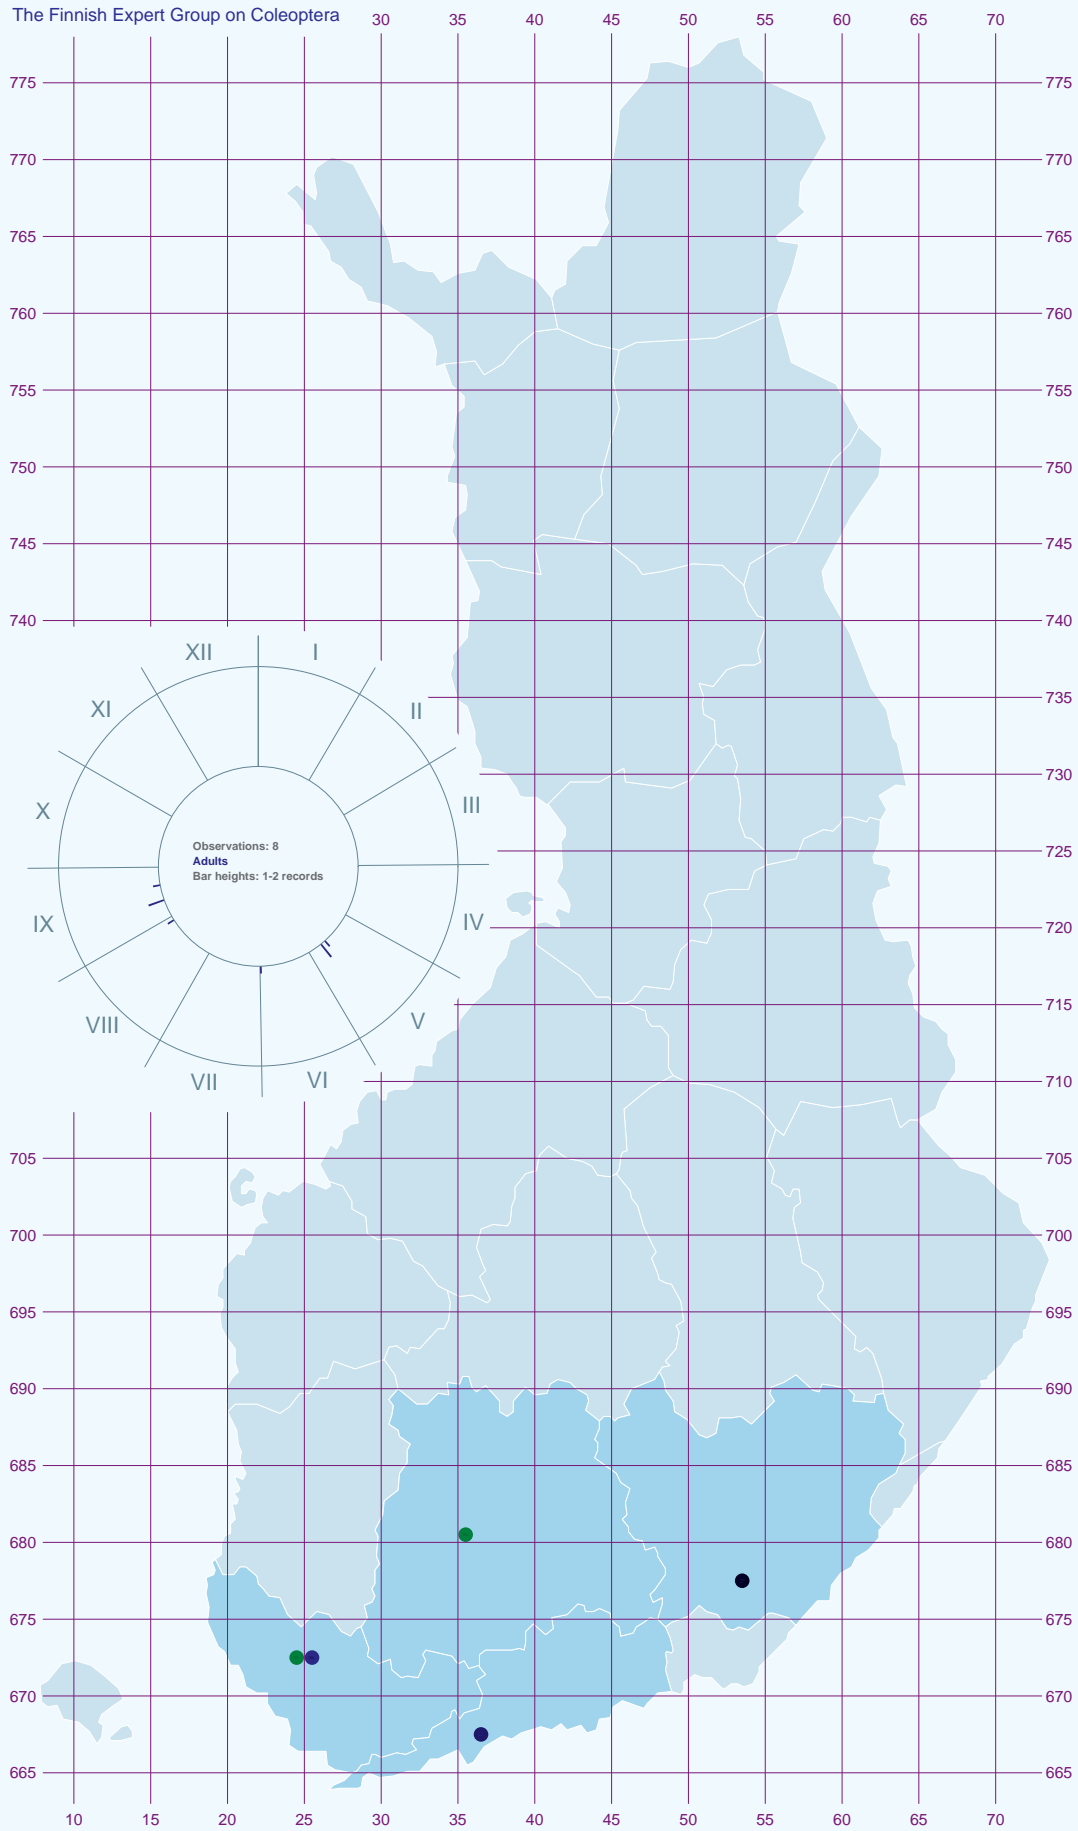 The Finnish Expert Group on Coleoptera
30 35 40 45 50 55 60 65 70
775 775
770 770
765 765
760 760
755 755
750 750
745 745
740 740
XII I
XI II
735
730
X III
725
Observations: 8
Adults
Bar heights: 1-2 records
IX IV
720
715
VIII V
VII VI
710
705 705
700 700
695 695
690 690
685 685
680 680
675 675
670 670
665 665
10 15 20 25 30 35 40 45 50 55 60 65 70